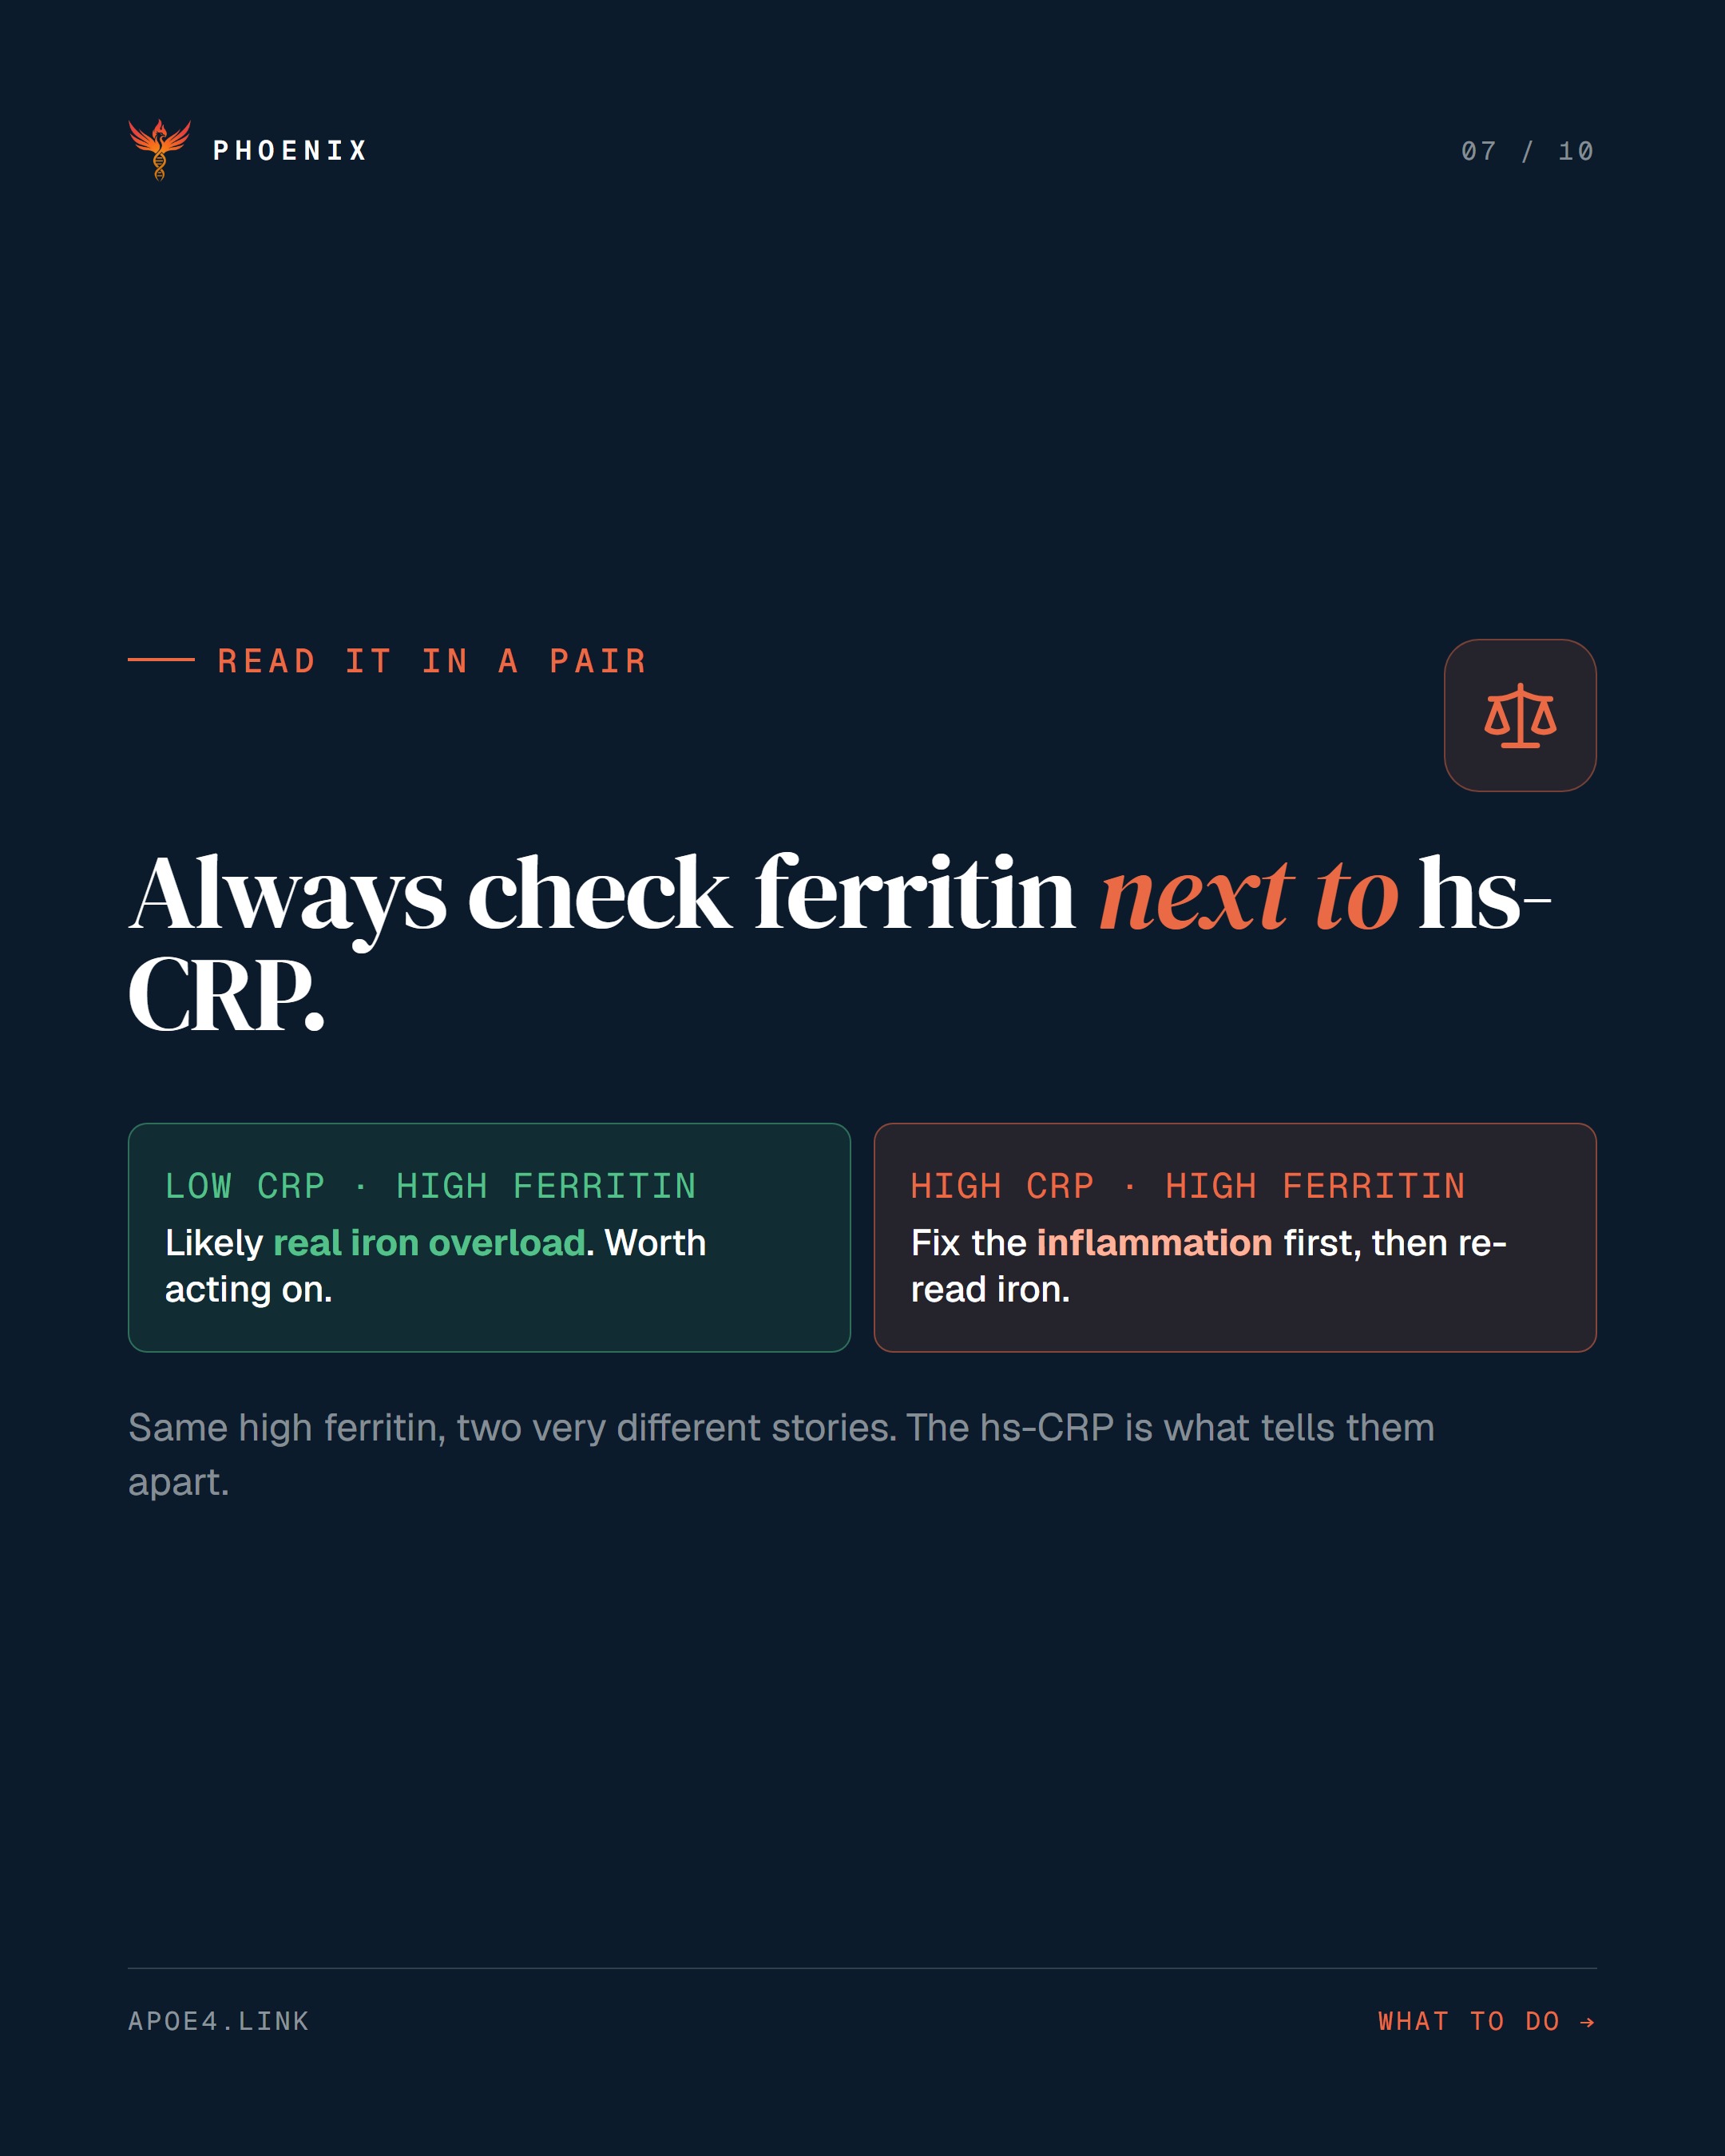 PHOENIX
07 / 10
READ IT IN A PAIR
Always check ferritin next to hs-
CRP.
LOW CRP · HIGH FERRITIN
Likely real iron overload. Worth
acting on.
HIGH CRP · HIGH FERRITIN
Fix the inflammation first, then re-
read iron.
Same high ferritin, two very different stories. The hs-CRP is what tells them
apart.
APOE4.LINK
WHAT TO DO →